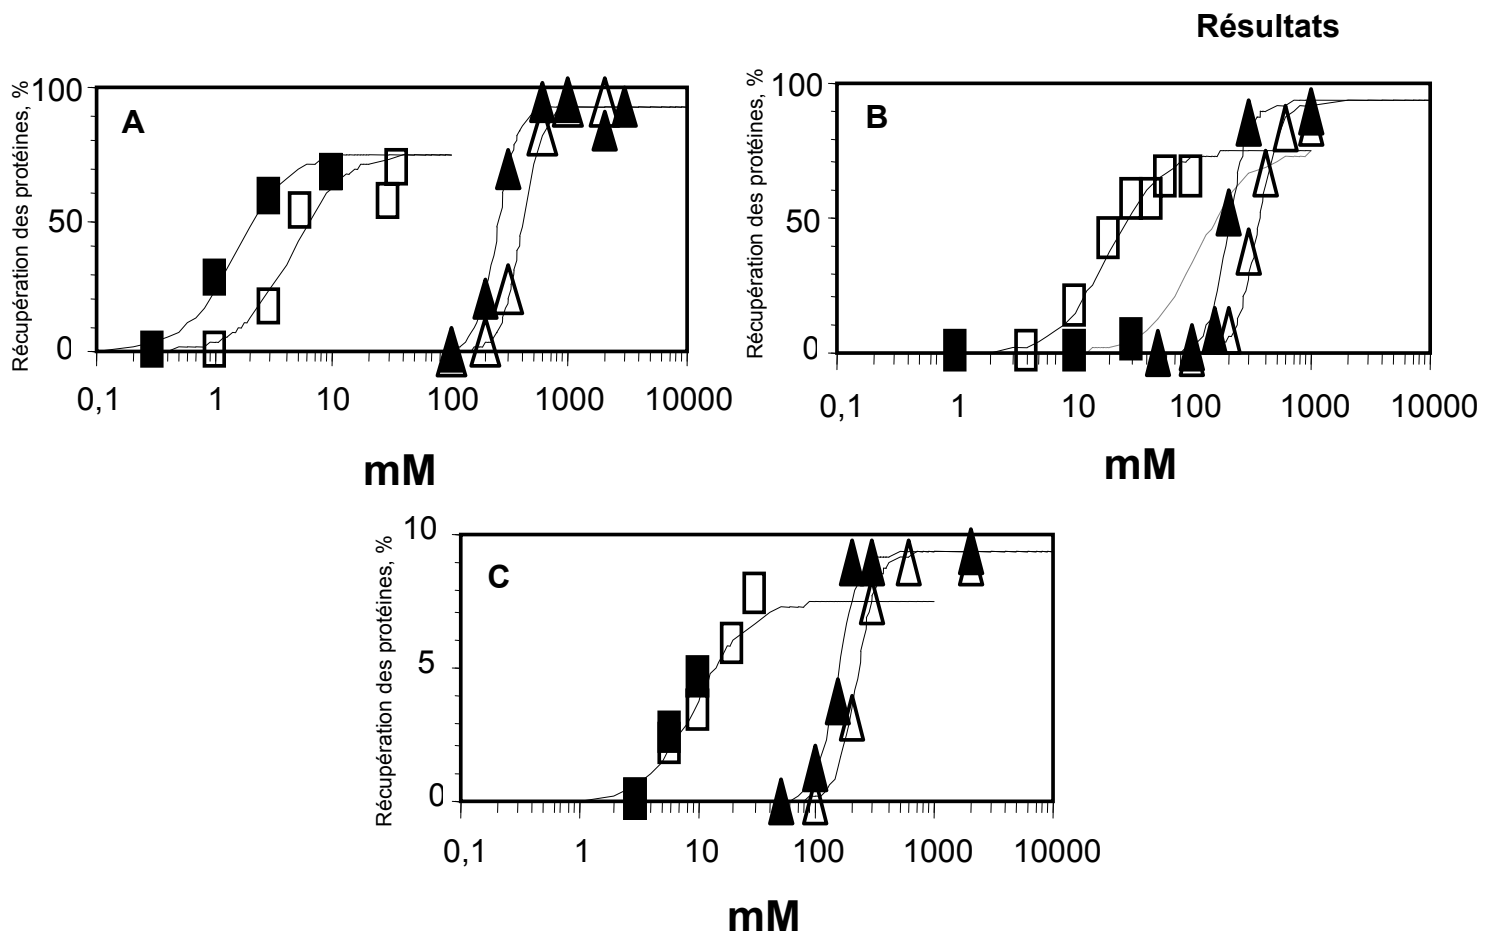 Résultats
Récupération des protéines, %
100
50
0
A
0,1 1 10 100 1000 10000
mM
Récupération des protéines, %
100
50
0
B
0,1 1 10 100 1000 10000
mM
Récupération des protéines, %
10
5
0
C
0,1 1 10 100 1000 10000
mM